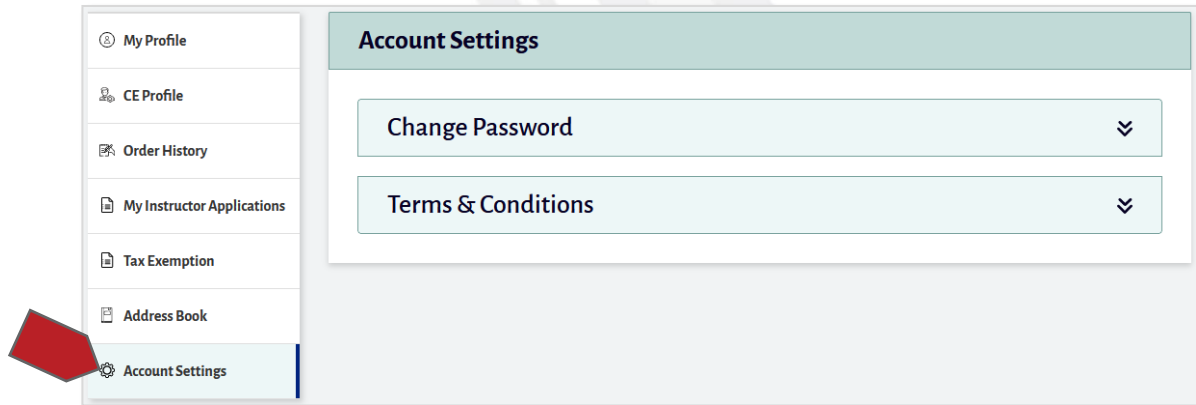 My Profile
CE Profile
Order History
My Instructor Applications
Tax Exemption
Address Book
Account Settings
Account Settings
Change Password
Terms & Conditions